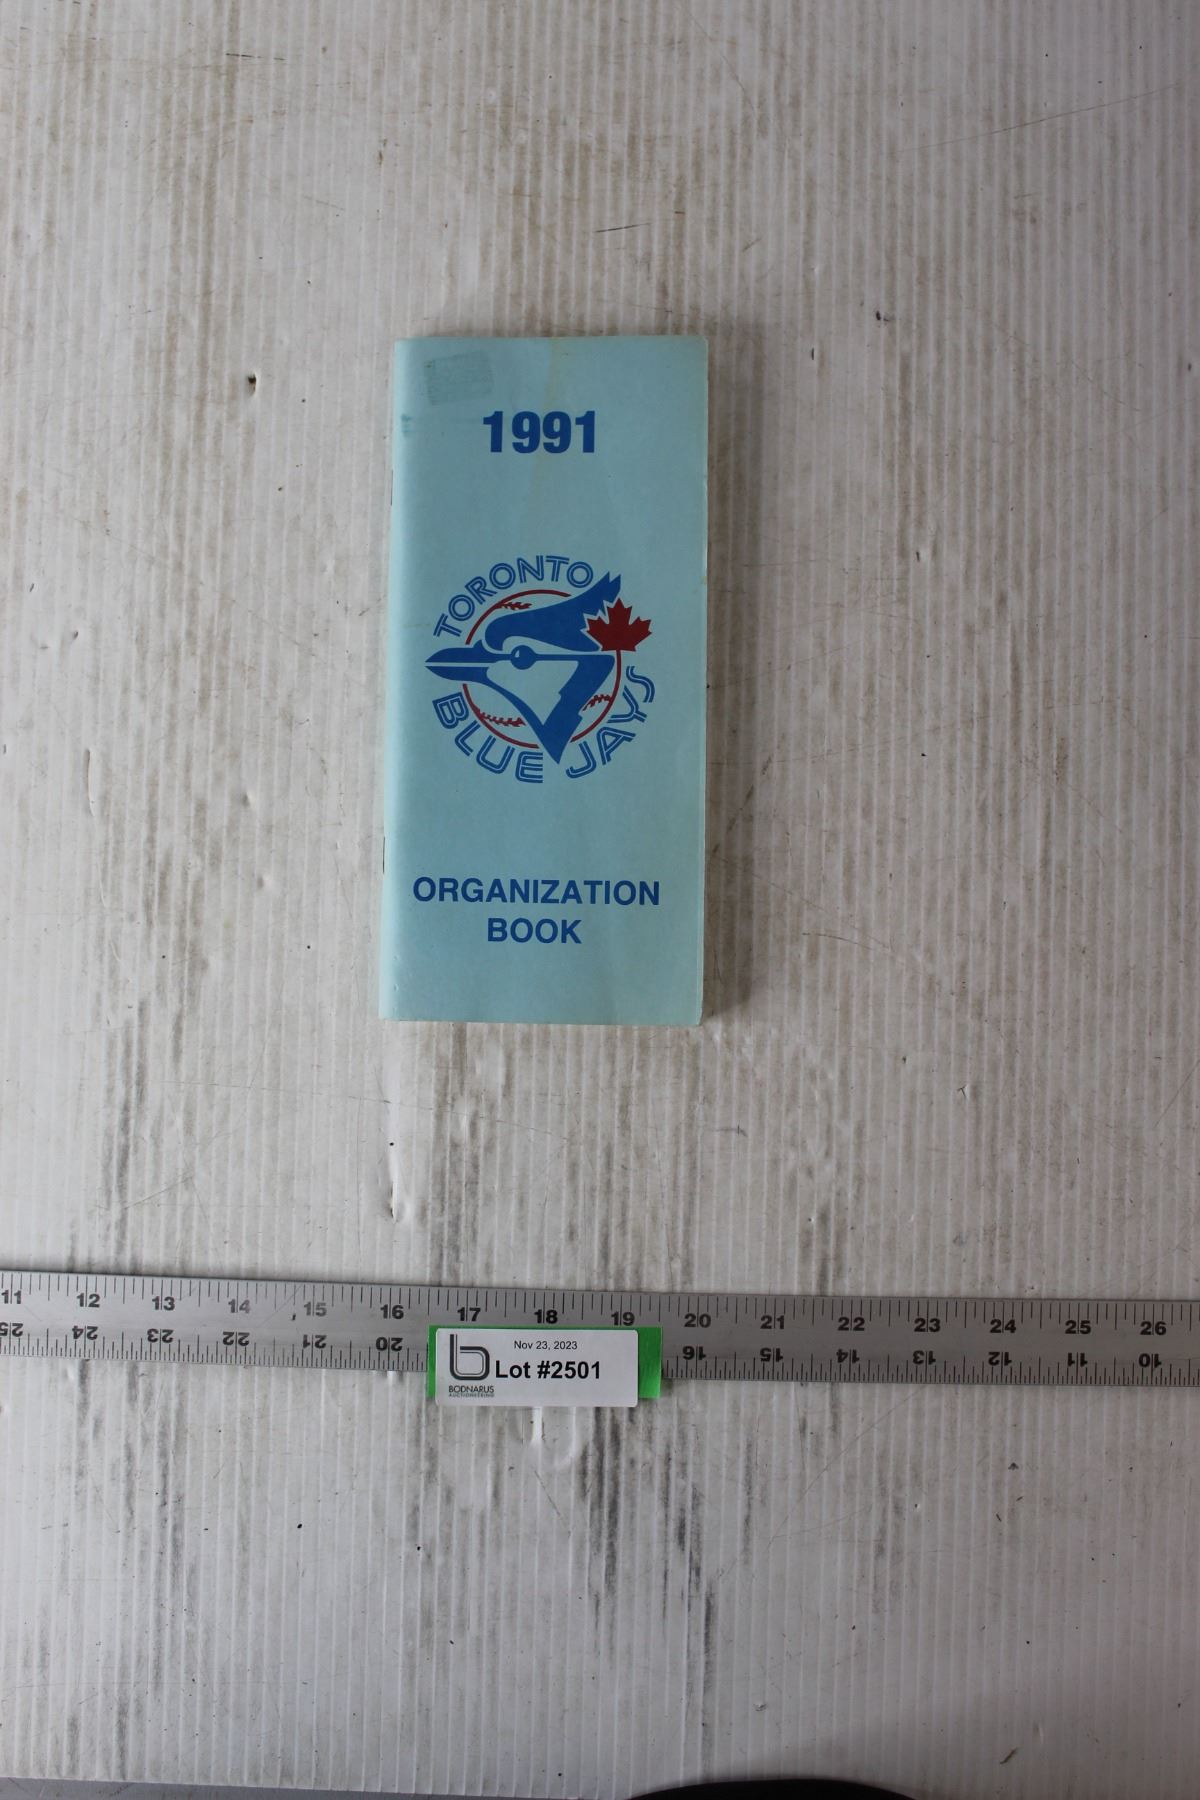 1991
TORONTO
BLUE JAYS
ORGANIZATION
BOOK
11 12 13 14 15 16 17 18 19 20 21 22 23 24 25 26
25 24 23 22 21 20 16 15 14 13 12 11 10
Nov 23, 2023
Lot #2501
BODNARUS
AUCTIONEERING